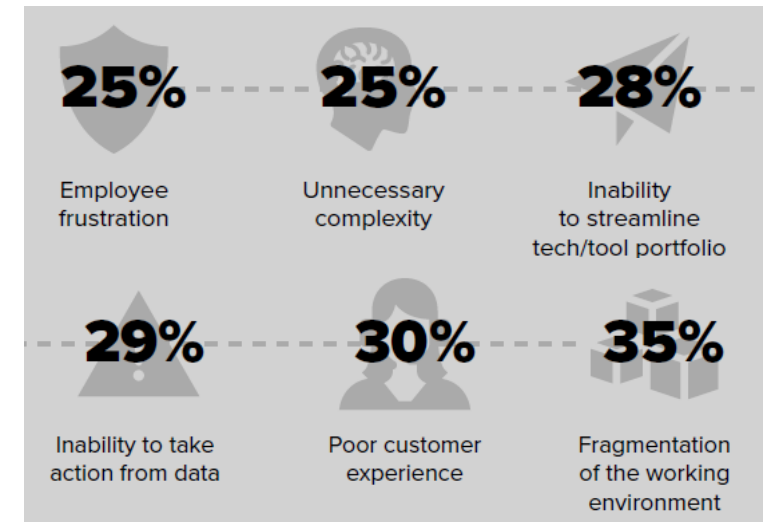 25%
25%
28%
Employee
frustration
Unnecessary
complexity
Inability
to streamline
tech/tool portfolio
29%
30%
35%
Inability to take
action from data
Poor customer
experience
Fragmentation
of the working
environment